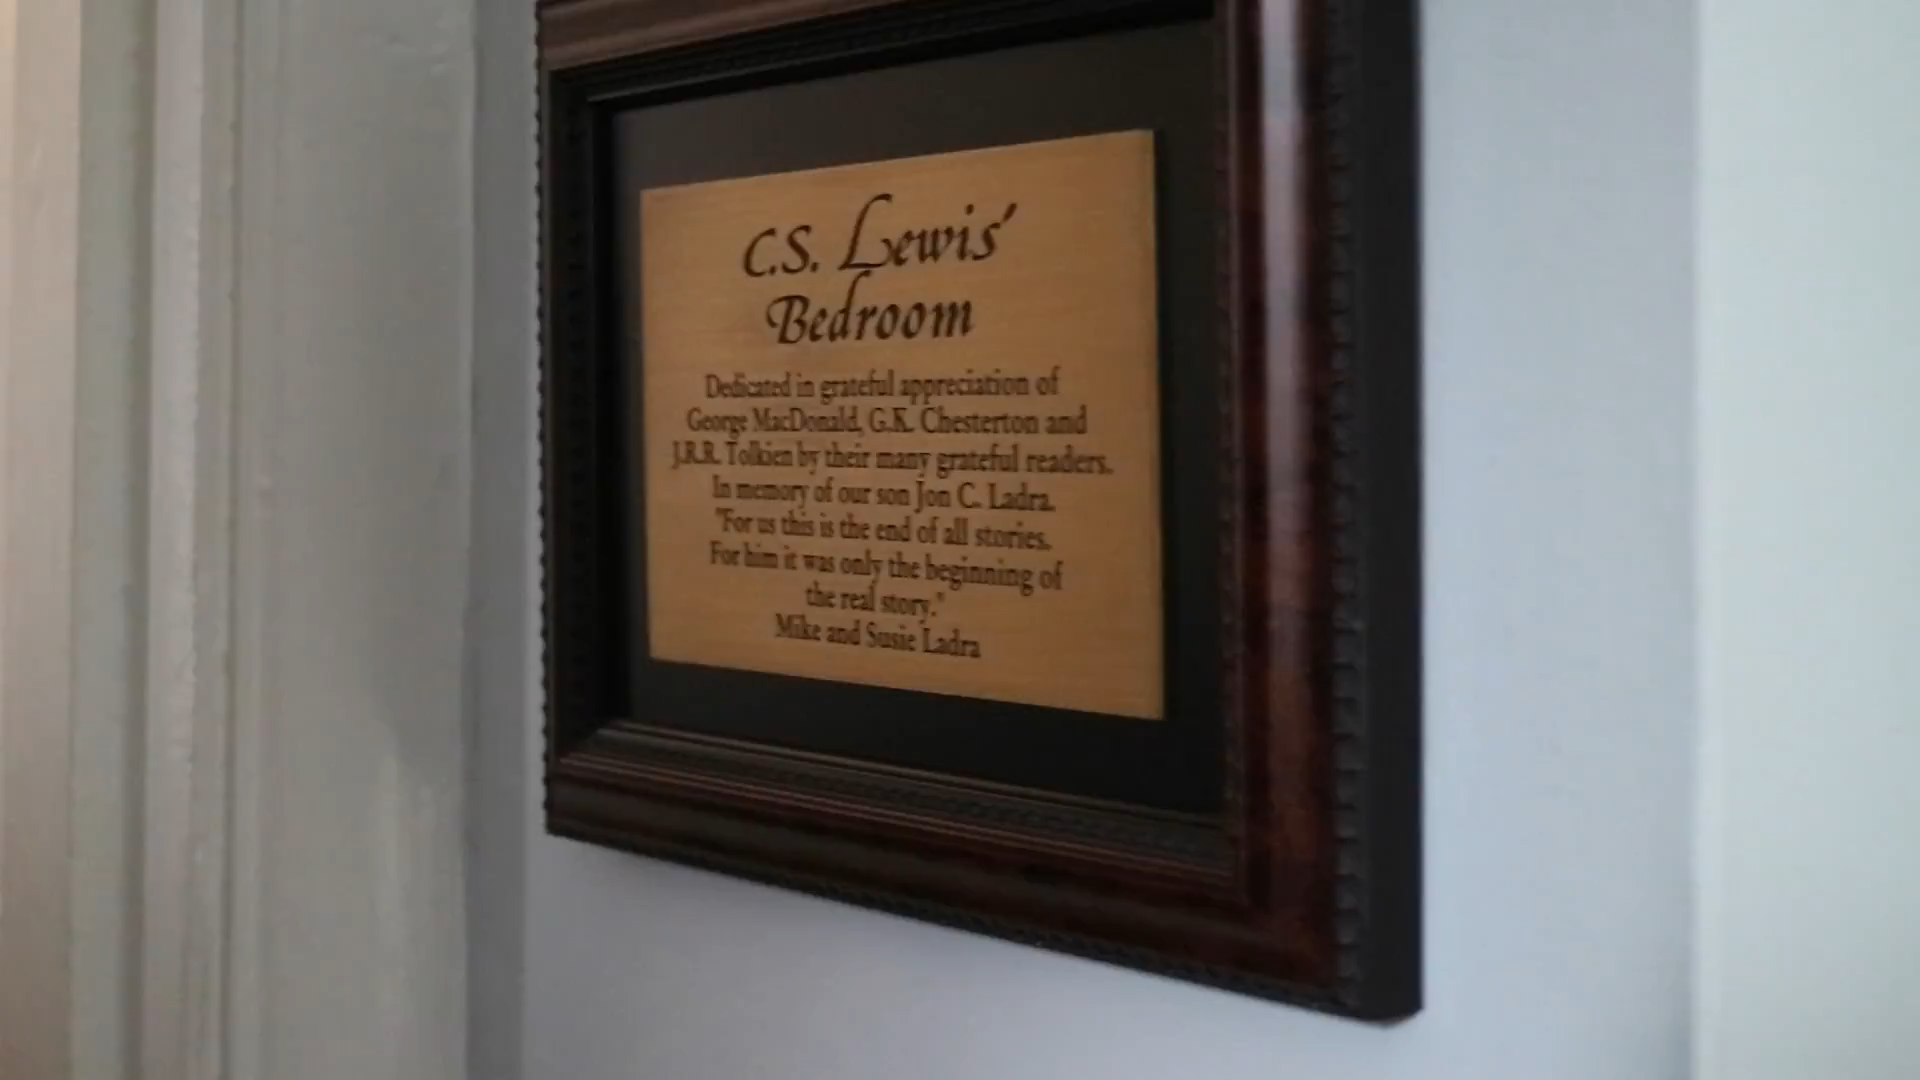 C.S. Lewis'
Bedroom
Dedicated in grateful appreciation of
George MacDonald, G.K. Chesterton and
J.R.R. Tolkien by their many grateful readers.
In memory of our son Jon C. Ladra.
"For us this is the end of all stories.
For him it was only the beginning of
the real story."
Mike and Susie Ladra